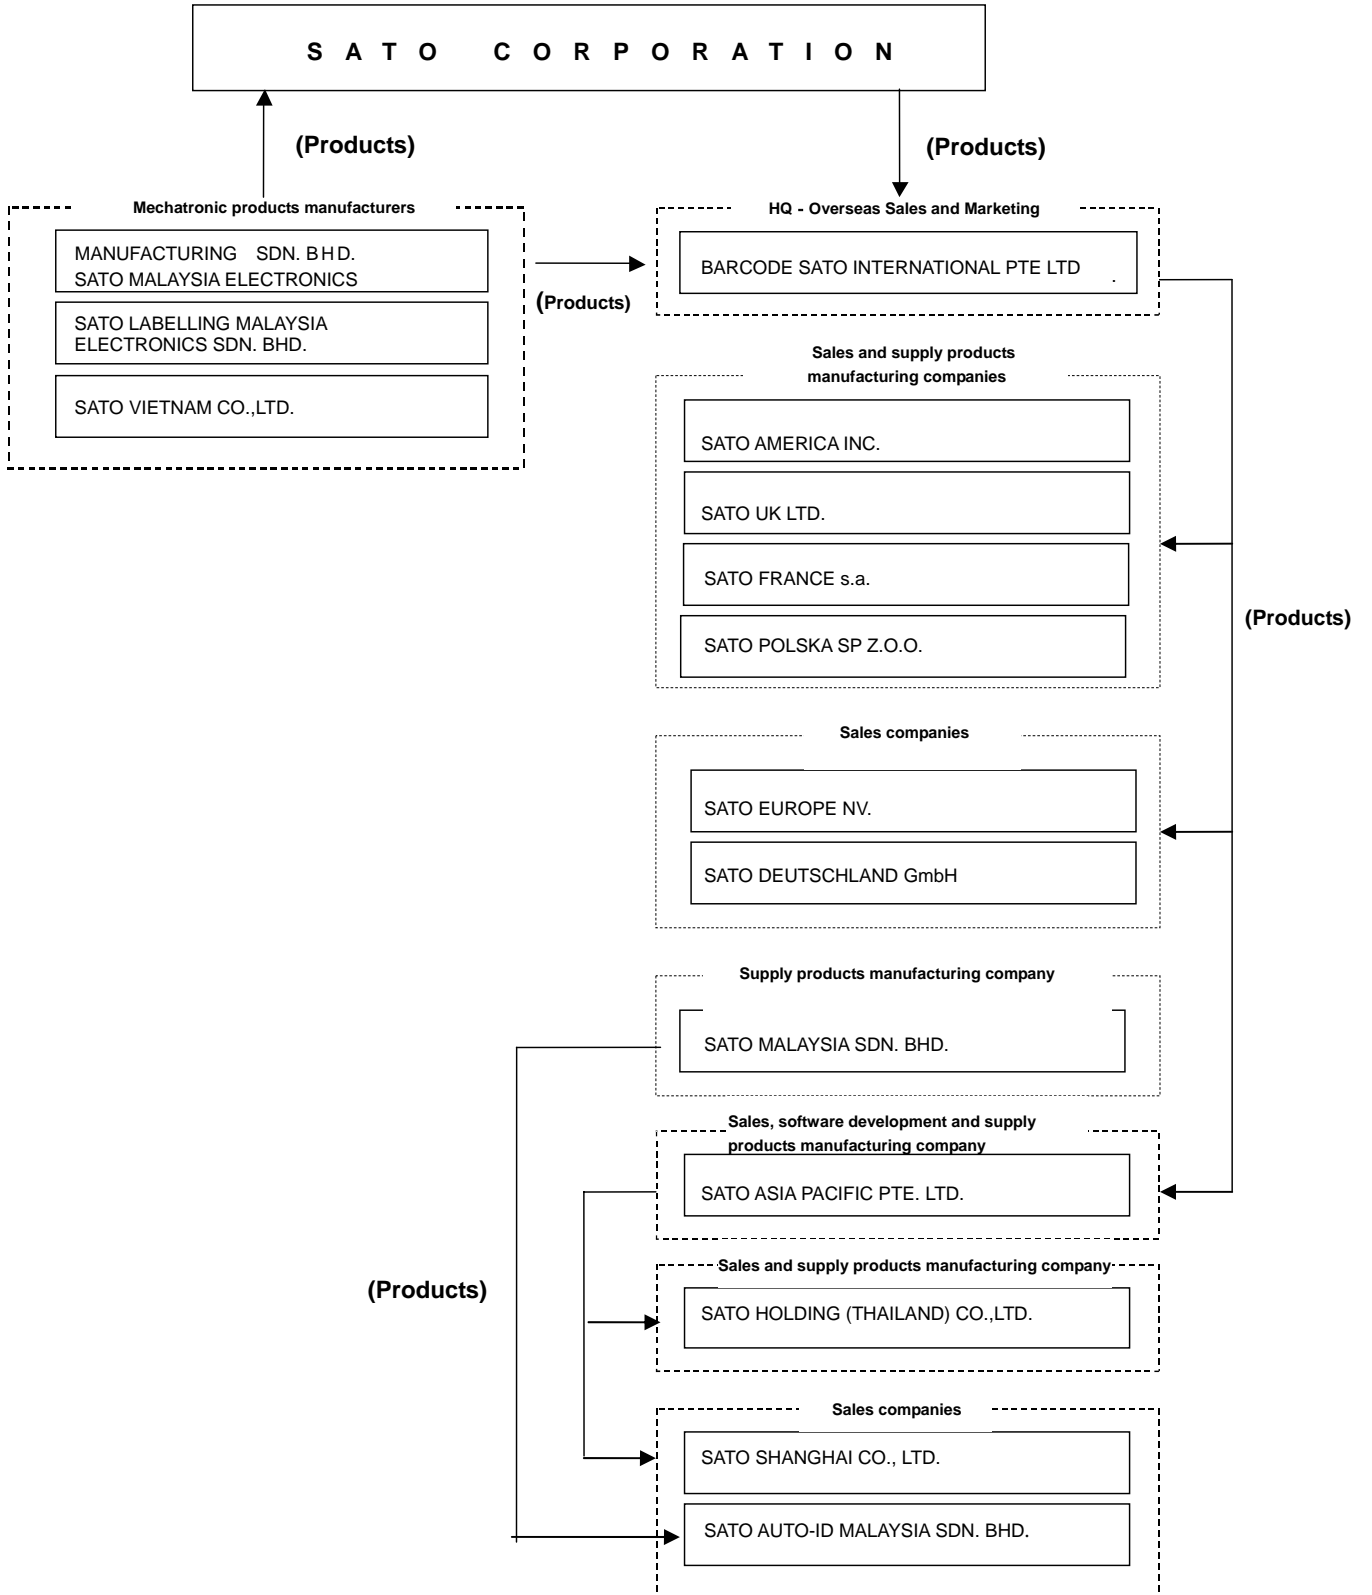 SATO CORPORATION
(Products)
(Products)
Mechatronic products manufacturers
MANUFACTURING SDN. BHD.
SATO MALAYSIA ELECTRONICS
SATO LABELLING MALAYSIA
ELECTRONICS SDN. BHD.
SATO VIETNAM CO.,LTD.
(Products)
HQ - Overseas Sales and Marketing
BARCODE SATO INTERNATIONAL PTE LTD .
Sales and supply products
manufacturing companies
SATO AMERICA INC.
SATO UK LTD.
SATO FRANCE s.a.
SATO POLSKA SP Z.O.O.
(Products)
Sales companies
SATO EUROPE NV.
SATO DEUTSCHLAND GmbH
Supply products manufacturing company
SATO MALAYSIA SDN. BHD.
Sales, software development and supply
products manufacturing company
SATO ASIA PACIFIC PTE. LTD.
(Products)
Sales and supply products manufacturing company
SATO HOLDING (THAILAND) CO.,LTD.
Sales companies
SATO SHANGHAI CO., LTD.
SATO AUTO-ID MALAYSIA SDN. BHD.